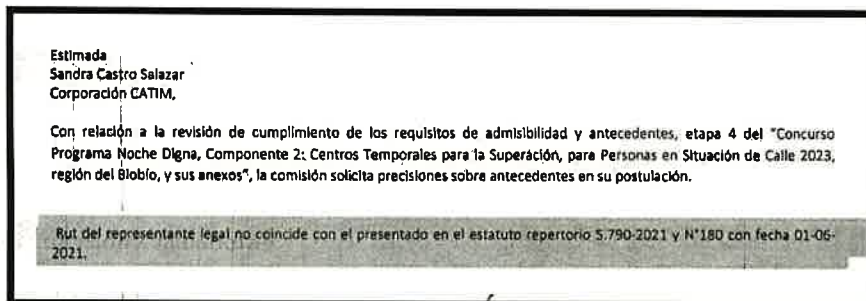 Estimada
Sandra Castro Salazar
Corporación CATIM,
Con relación a la revisión de cumplimiento de los requisitos de admisibilidad y antecedentes, etapa 4 del "Concurso
Programa Noche Digna, Componente 2: Centros Temporales para la Superación, para Personas en Situación de Calle 2023,
región del Biobío, y sus anexos", la comisión solicita precisiones sobre antecedentes en su postulación.
Rut del representante legal no coincide con el presentado en el estatuto repertorio 5.790-2021 y N°180 con fecha 01-06-
2021.